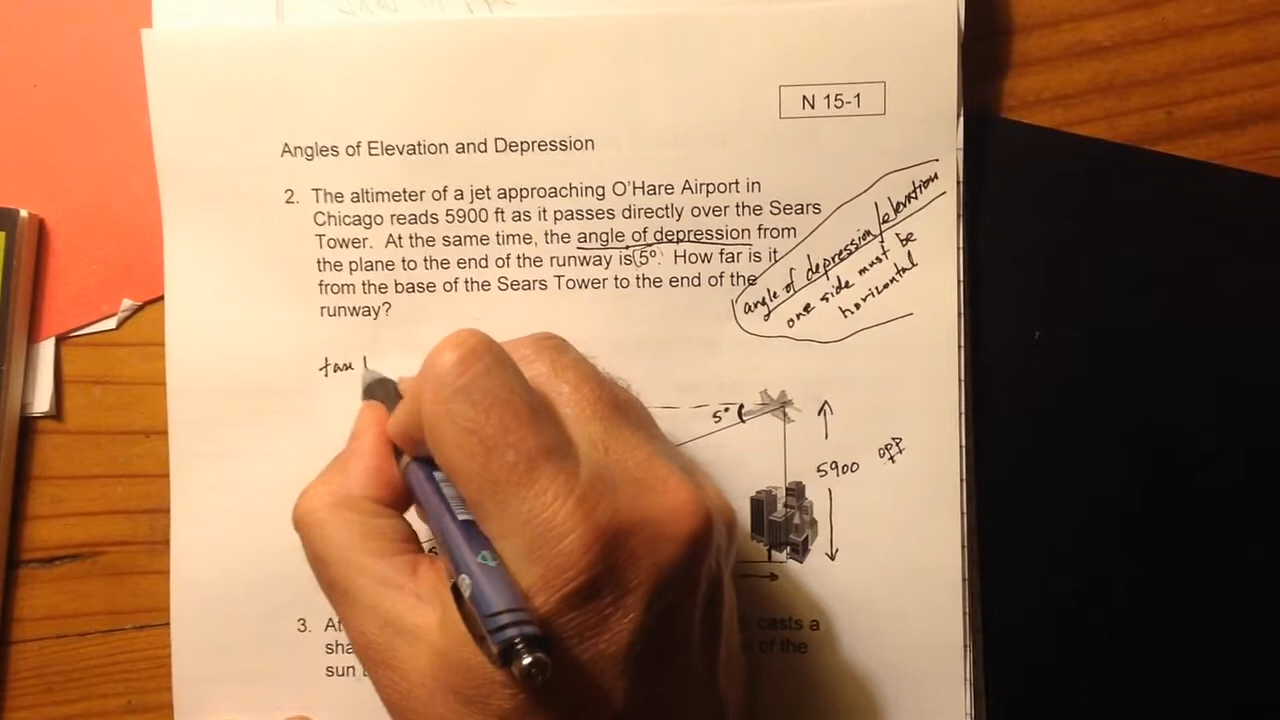 N 15-1
Angles of Elevation and Depression
2. The altimeter of a jet approaching O'Hare Airport in
Chicago reads 5900 ft as it passes directly over the Sears
Tower. At the same time, the angle of depression from
the plane to the end of the runway is 5°. How far is it
from the base of the Sears Tower to the end of the
runway?
angle of depression/elevation
one side must be
horizontal
tan
5°
5900 opp
3. At
casts a
sha
of the
sun